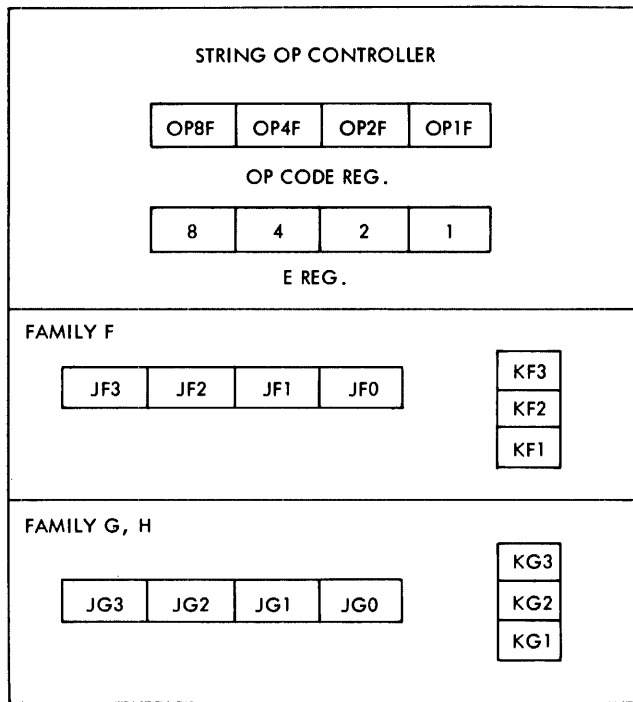 STRING OP CONTROLLER
OP8F OP4F OP2F OP1F
OP CODE REG.
8 4 2 1
E REG.
FAMILY F
JF3 JF2 JF1 JF0
KF3
KF2
KF1
FAMILY G, H
JG3 JG2 JG1 JG0
KG3
KG2
KG1